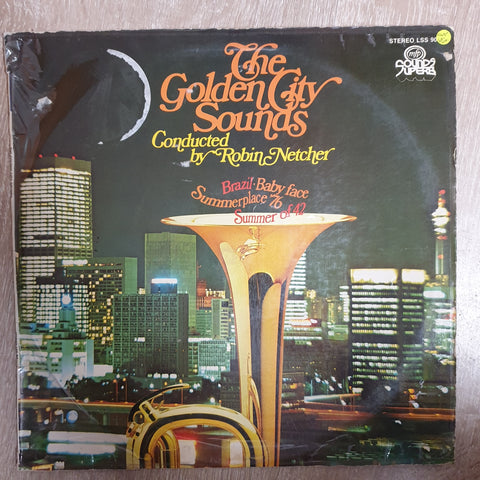 STEREO LSS
mfp
SOUNDS
SUPERB
The
Golden City
Sounds
Conducted
by Robin Netcher
Brazil · Baby face
Summerplace 76
Summer of 42